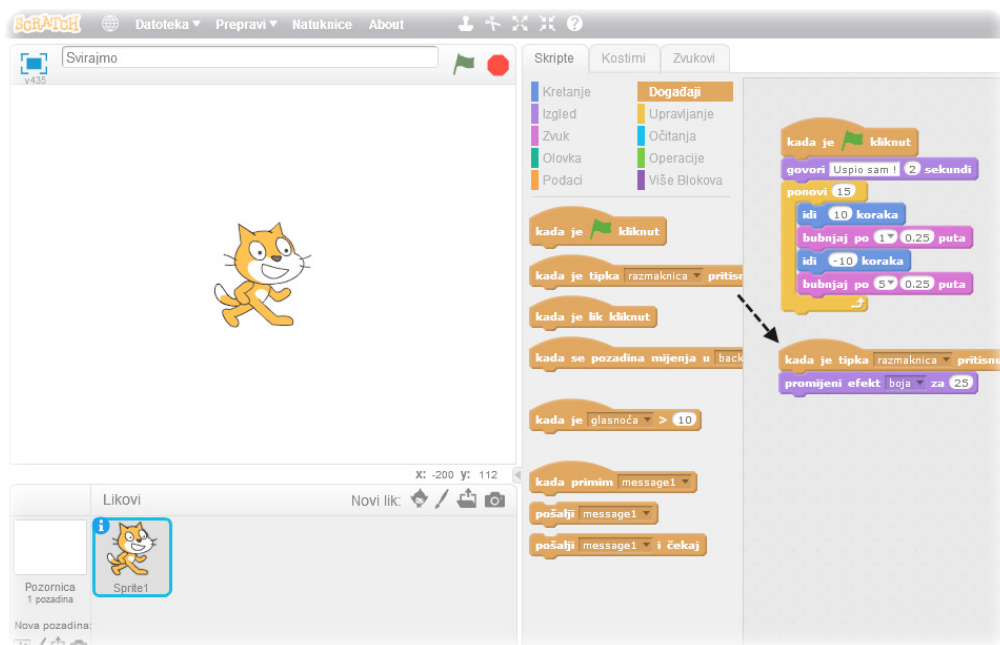 SCRATCH Datoteka Prepravi Natuknice About
Svirajmo
v435
X: -200 y: 112
Likovi
Novi lik:
Pozornica
1 pozadina
Nova pozadina:
Sprite1
Skripte Kostimi Zvukovi
Kretanje Događaji
Izgled Upravljanje
Zvuk Očitanja
Olovka Operacije
Podaci Više Blokova
kada je kliknut
kada je tipka razmaknica pritisn
kada je lik kliknut
kada se pozadina mijenja u back
kada je glasnoća > 10
kada primim message1
pošalji message1
pošalji message1 i čekaj
kada je kliknut
govori Uspio sam ! 2 sekundi
ponovi 15
idi 10 koraka
bubnjaj po 1 0.25 puta
idi -10 koraka
bubnjaj po 5 0.25 puta
kada je tipka razmaknica pritisnu
promijeni efekt boja za 25